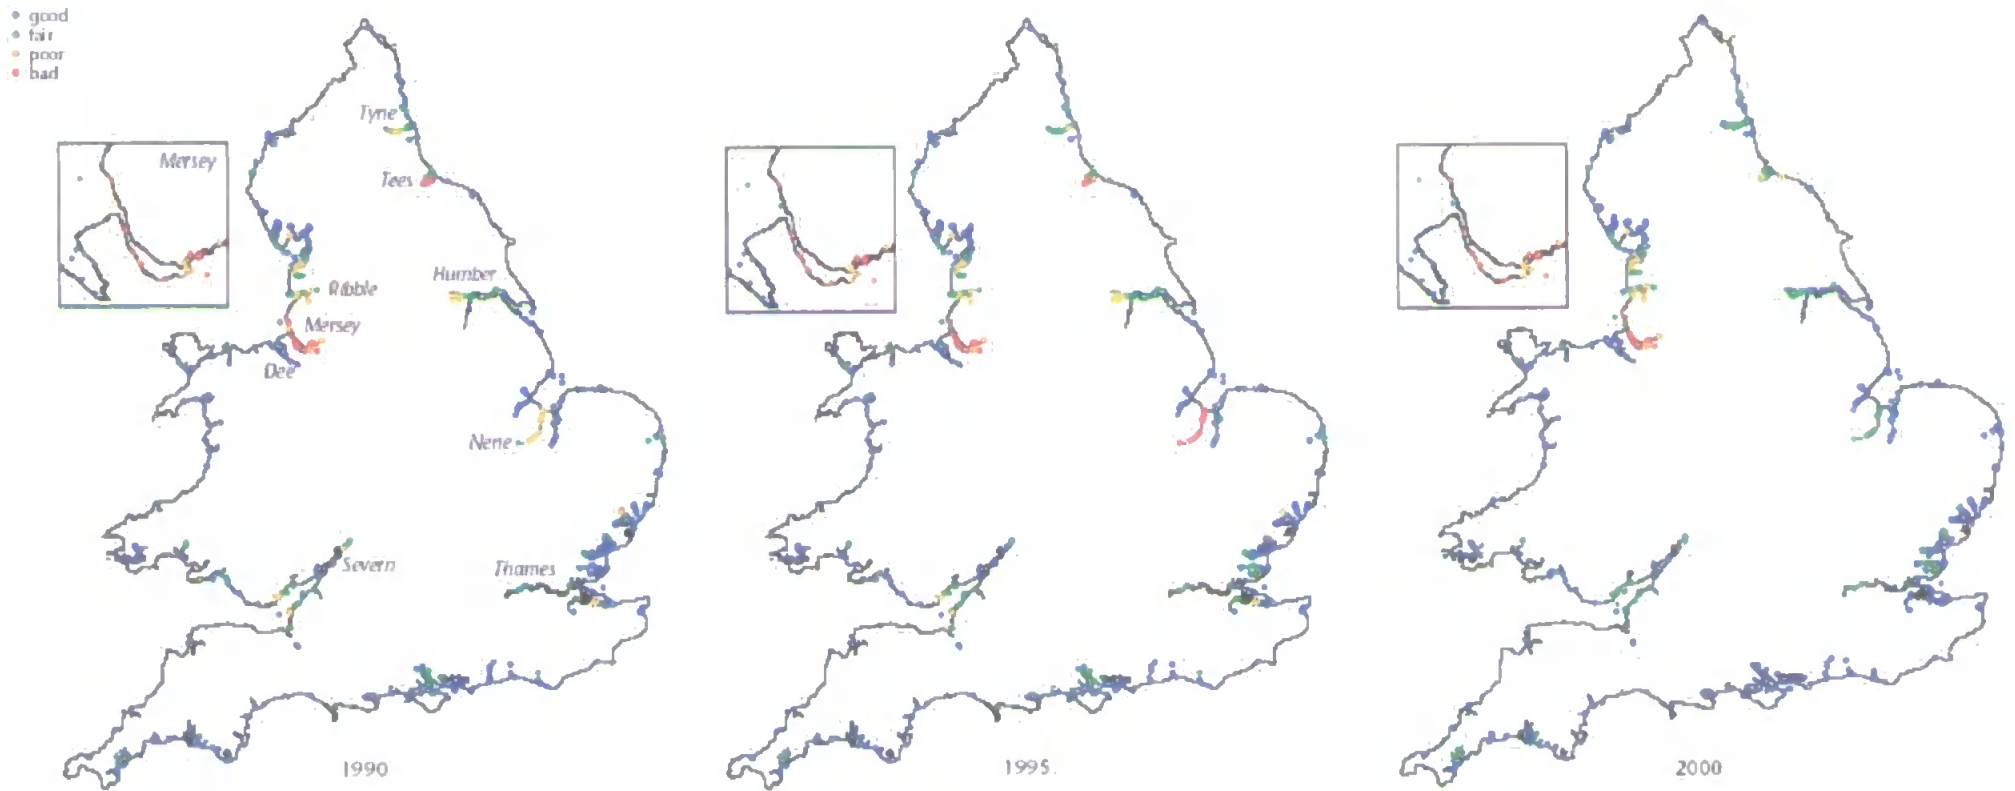 good
fair
poor
bad
Tyne
Mersey
Tees
Humber
Ribble
Mersey
Dee
Nene
Severn
Thames
1990
1995
2000